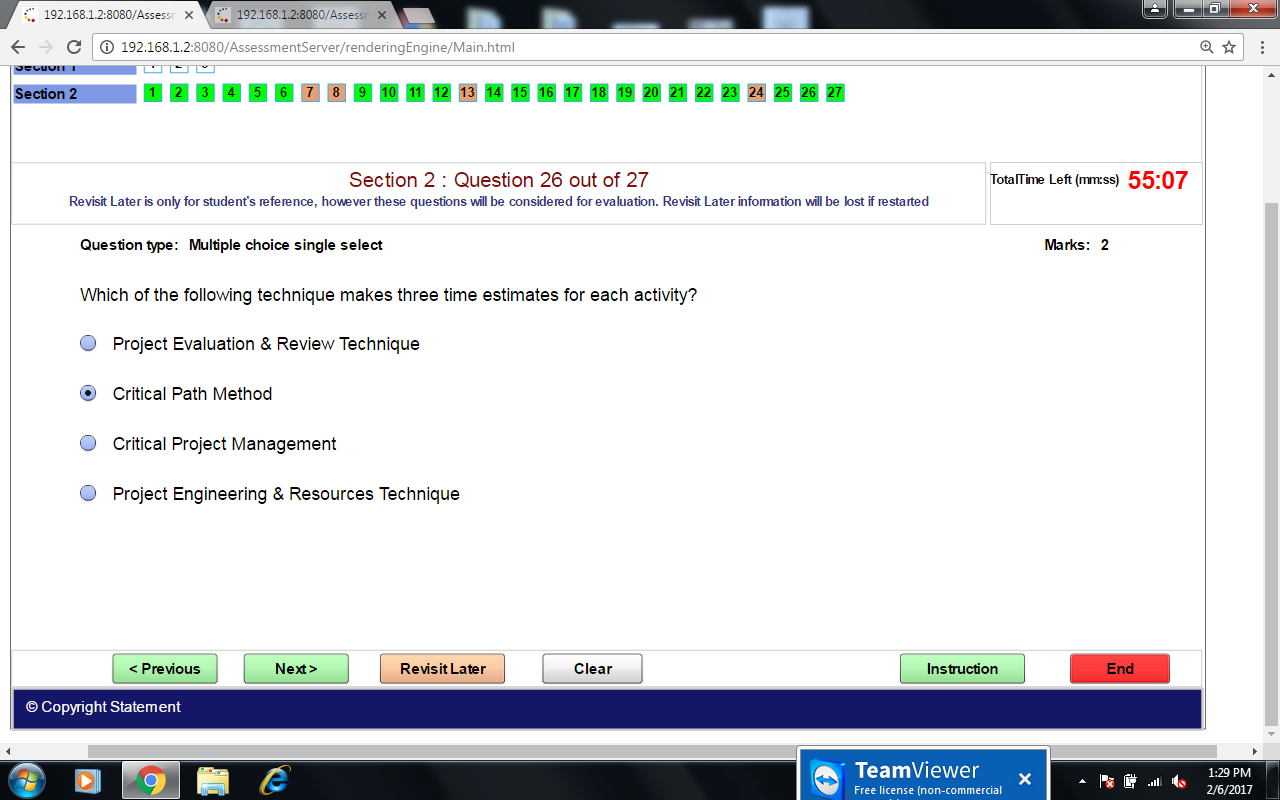 192.168.1.2:8080/Assessm
192.168.1.2:8080/Assessm
192.168.1.2:8080/AssessmentServer/renderingEngine/Main.html
Section 1 1 2 3
Section 2 1 2 3 4 5 6 7 8 9 10 11 12 13 14 15 16 17 18 19 20 21 22 23 24 25 26 27
Section 2 : Question 26 out of 27
Revisit Later is only for student's reference, however these questions will be considered for evaluation. Revisit Later information will be lost if restarted
TotalTime Left (mm:ss) 55:07
Question type: Multiple choice single select
Marks: 2
Which of the following technique makes three time estimates for each activity?
Project Evaluation & Review Technique
Critical Path Method
Critical Project Management
Project Engineering & Resources Technique
< Previous Next > Revisit Later Clear Instruction End
© Copyright Statement
TeamViewer
Free license (non-commercial
1:29 PM
2/6/2017